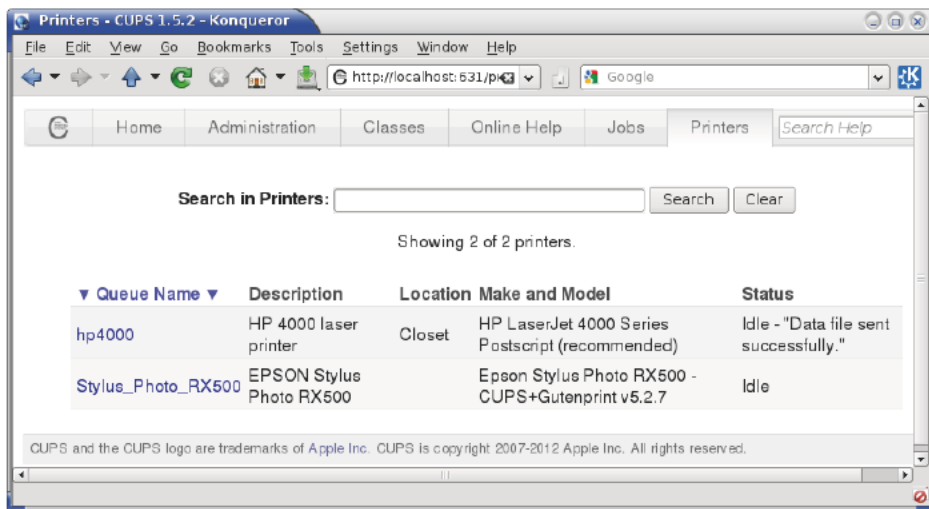 Printers - CUPS 1.5.2 - Konqueror
File Edit View Go Bookmarks Tools Settings Window Help
http://localhost:631/pr Google
Home Administration Classes Online Help Jobs Printers Search Help
Search in Printers: Search Clear
Showing 2 of 2 printers.
▼ Queue Name ▼ Description Location Make and Model Status
hp4000 HP 4000 laser printer Closet HP LaserJet 4000 Series Postscript (recommended) Idle - "Data file sent successfully."
Stylus_Photo_RX500 EPSON Stylus Photo RX500 Epson Stylus Photo RX500 - CUPS+Gutenprint v5.2.7 Idle
CUPS and the CUPS logo are trademarks of Apple Inc. CUPS is copyright 2007-2012 Apple Inc. All rights reserved.